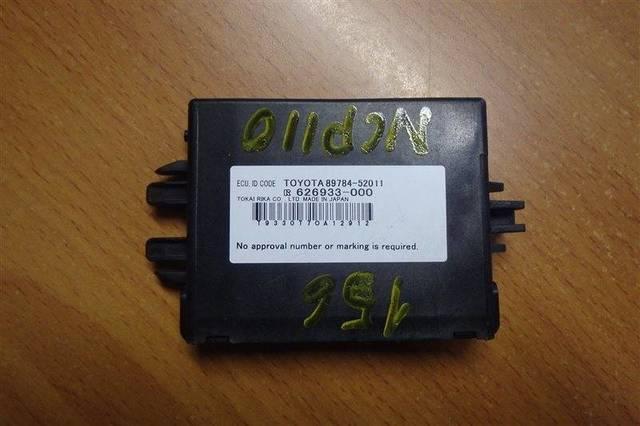 NCP110
ECU. ID CODE TOYOTA 89784-52011
626933-000
TOKAI RIKA CO., LTD. MADE IN JAPAN
19330170A12912
No approval number or marking is required.
156